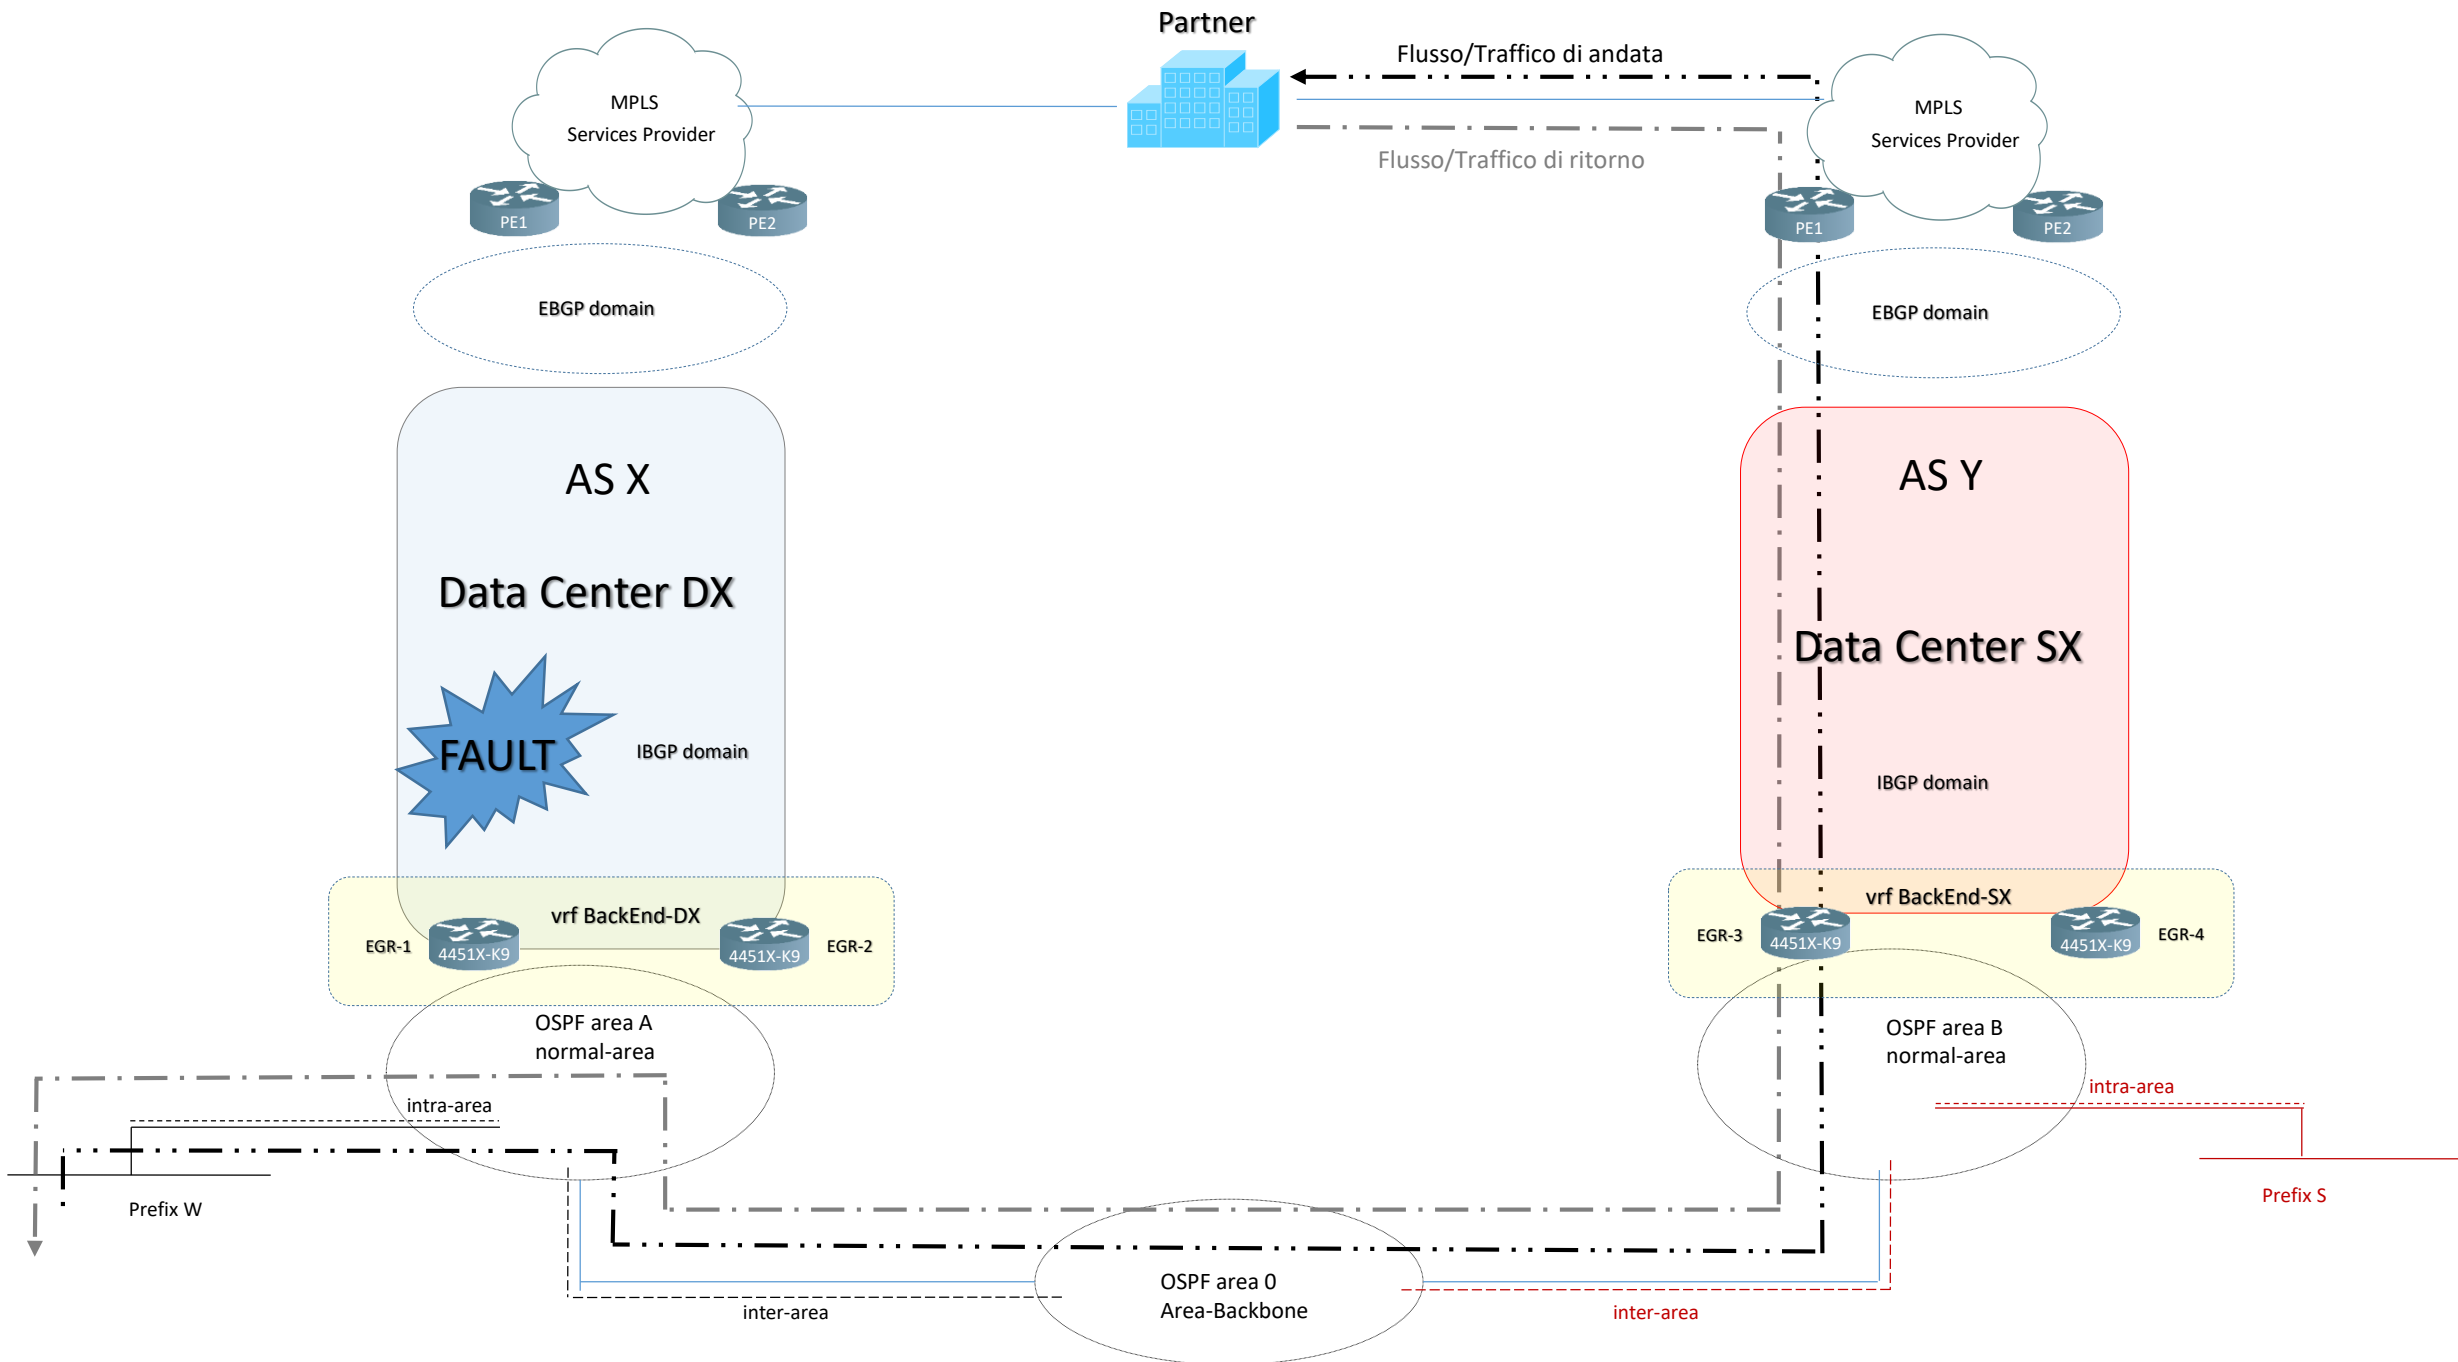 Partner
Flusso/Traffico di andata
MPLS
Services Provider
MPLS
Services Provider
Flusso/Traffico di ritorno
PE1
PE2
PE1
PE2
EBGP domain
EBGP domain
AS X
AS Y
Data Center DX
Data Center SX
FAULT
IBGP domain
IBGP domain
vrf BackEnd-DX
vrf BackEnd-SX
EGR-1
4451X-K9
4451X-K9
EGR-2
EGR-3
4451X-K9
4451X-K9
EGR-4
OSPF area A
normal-area
OSPF area B
normal-area
intra-area
intra-area
Prefix W
Prefix S
OSPF area 0
Area-Backbone
inter-area
inter-area